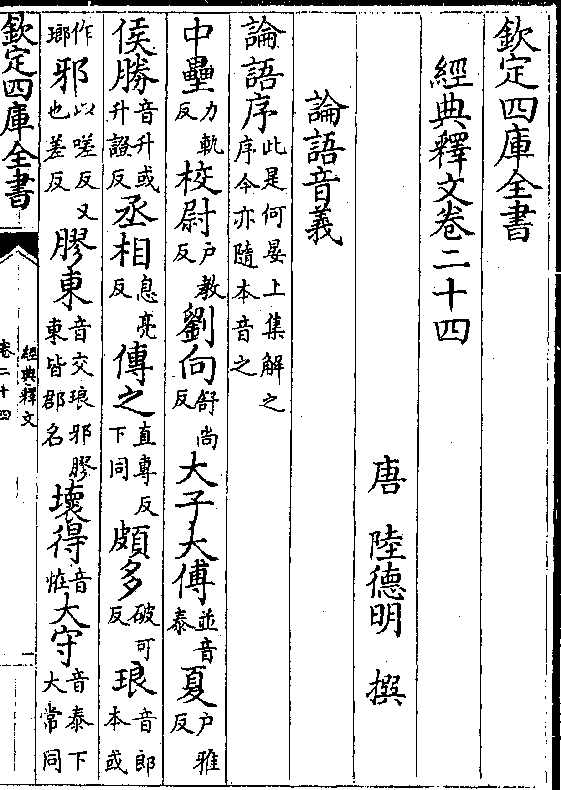 欽定四庫全書
經典釋文卷二十四
唐 陸德明 撰
論語音義
論語序此是何晏上集解之序今亦隨本音之
中壘力軌反校尉戶教反劉向舒尚反大子大傅並音泰夏戶雅反
侯勝音升或升證反丞相息亮反傳之直專反下同頗多破可反琅音郎本或
作瑯邪以嗟反又也差反膠東音交琅邪膠東皆郡名壞得音怪大守音泰下大常同
欽定四庫全書
經典釋文
卷二十四
一